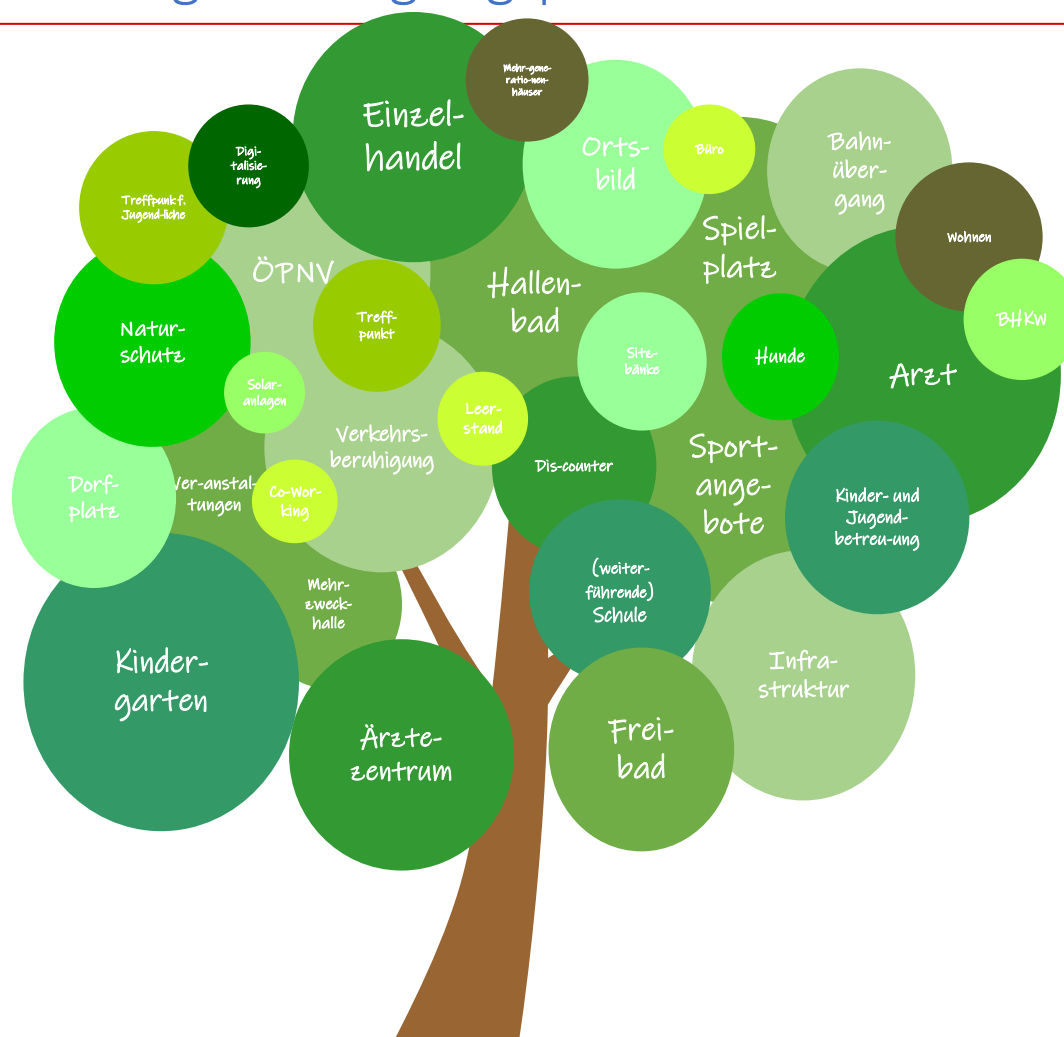 Mehr-gene-
ratio-nen-
häuser
Einzel-
handel
Orts-
bild
Büro
Bahn-
über-
gang
Digi-
talisie-
rung
Treffpunk f.
Jugend-liche
Spiel-
platz
Wohnen
ÖPNV
Hallen-
bad
Treff-
punkt
BHKW
Natur-
schutz
Sitz-
bänke
Hunde
Arzt
Solar-
anlagen
Leer-
stand
Verkehrs-
beruhigung
Dis-counter
Sport-
ange-
bote
Dorf-
platz
Ver-anstal-
tungen
Co-Wor-
king
Kinder- und
Jugend-
betreu-ung
(weiter-
führende)
Schule
Mehr-
zweck-
halle
Kinder-
garten
Infra-
struktur
Ärzte-
zentrum
Frei-
bad